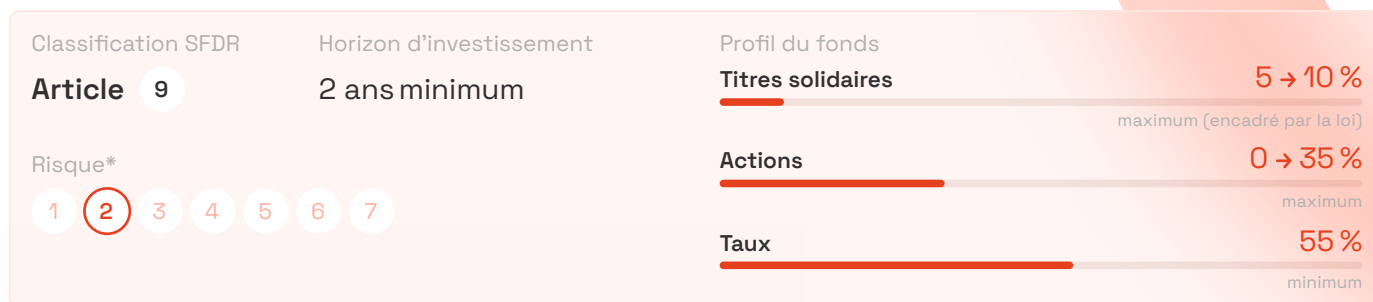 Classification SFDR
Article 9
Horizon d'investissement
2 ans minimum
Risque*
1 2 3 4 5 6 7
Profil du fonds
Titres solidaires 5 → 10 %
maximum (encadré par la loi)
Actions 0 → 35 %
maximum
Taux 55 %
minimum